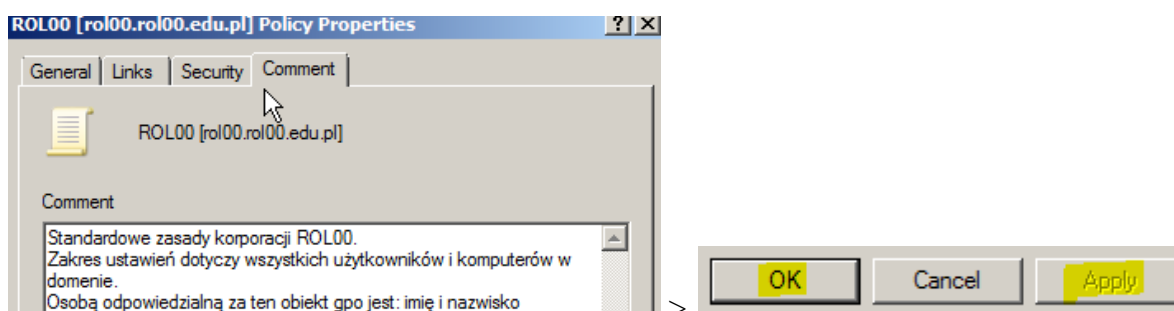 ROL00 [rol00.rol00.edu.pl] Policy Properties
General Links Security Comment
ROL00 [rol00.rol00.edu.pl]
Comment
Standardowe zasady korporacji ROL00.
Zakres ustawień dotyczy wszystkich użytkowników i komputerów w
domenie.
Osobą odpowiedzialną za ten obiekt gpo jest: imię i nazwisko
>
OK Cancel Apply